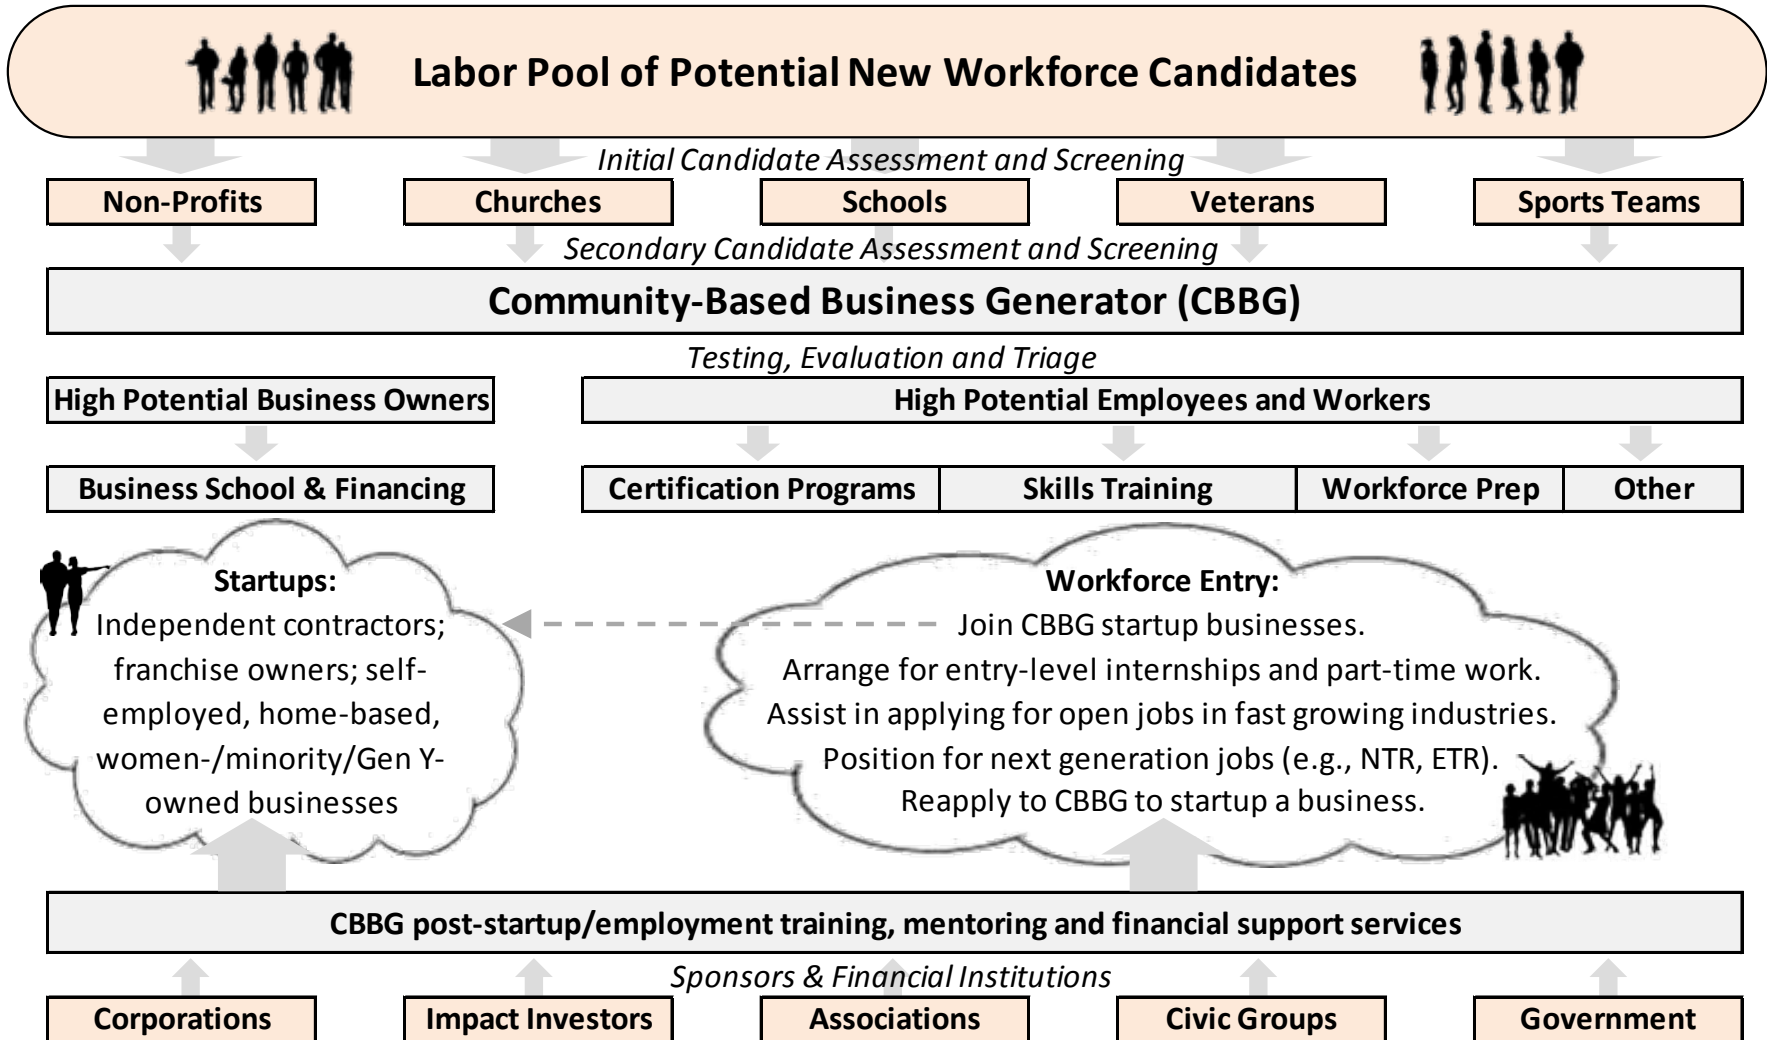 Labor Pool of Potential New Workforce Candidates
Initial Candidate Assessment and Screening
Non-Profits
Churches
Schools
Veterans
Sports Teams
Secondary Candidate Assessment and Screening
Community-Based Business Generator (CBBG)
Testing, Evaluation and Triage
High Potential Business Owners
High Potential Employees and Workers
Business School & Financing
Certification Programs
Skills Training
Workforce Prep
Other
Startups:
Independent contractors;
franchise owners; self-
employed, home-based,
women-/minority/Gen Y-
owned businesses
Workforce Entry:
Join CBBG startup businesses.
Arrange for entry-level internships and part-time work.
Assist in applying for open jobs in fast growing industries.
Position for next generation jobs (e.g., NTR, ETR).
Reapply to CBBG to startup a business.
CBBG post-startup/employment training, mentoring and financial support services
Sponsors & Financial Institutions
Corporations
Impact Investors
Associations
Civic Groups
Government